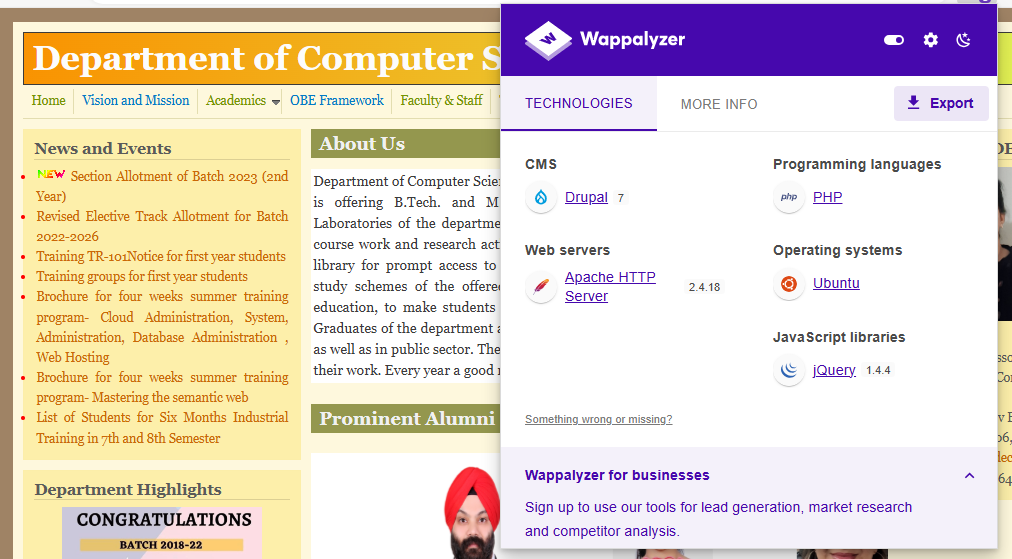 Department of Computer S
Home
Vision and Mission
Academics
OBE Framework
Faculty & Staff
News and Events
NEW Section Allotment of Batch 2023 (2nd
Year)
Revised Elective Track Allotment for Batch
2022-2026
Training TR-101Notice for first year students
Training groups for first year students
Brochure for four weeks summer training
program- Cloud Administration, System,
Administration, Database Administration ,
Web Hosting
Brochure for four weeks summer training
program- Mastering the semantic web
List of Students for Six Months Industrial
Training in 7th and 8th Semester
Department Highlights
CONGRATULATIONS
BATCH 2018-22
About Us
Department of Computer Scien
is offering B.Tech. and M
Laboratories of the departme
course work and research act
library for prompt access to
study schemes of the offered
education, to make students
Graduates of the department a
as well as in public sector. The
their work. Every year a good n
Prominent Alumni
Wappalyzer
TECHNOLOGIES
MORE INFO
Export
CMS
Drupal 7
Web servers
Apache HTTP
Server
2.4.18
Programming languages
php PHP
Operating systems
Ubuntu
JavaScript libraries
jQuery 1.4.4
Something wrong or missing?
Wappalyzer for businesses
Sign up to use our tools for lead generation, market research
and competitor analysis.